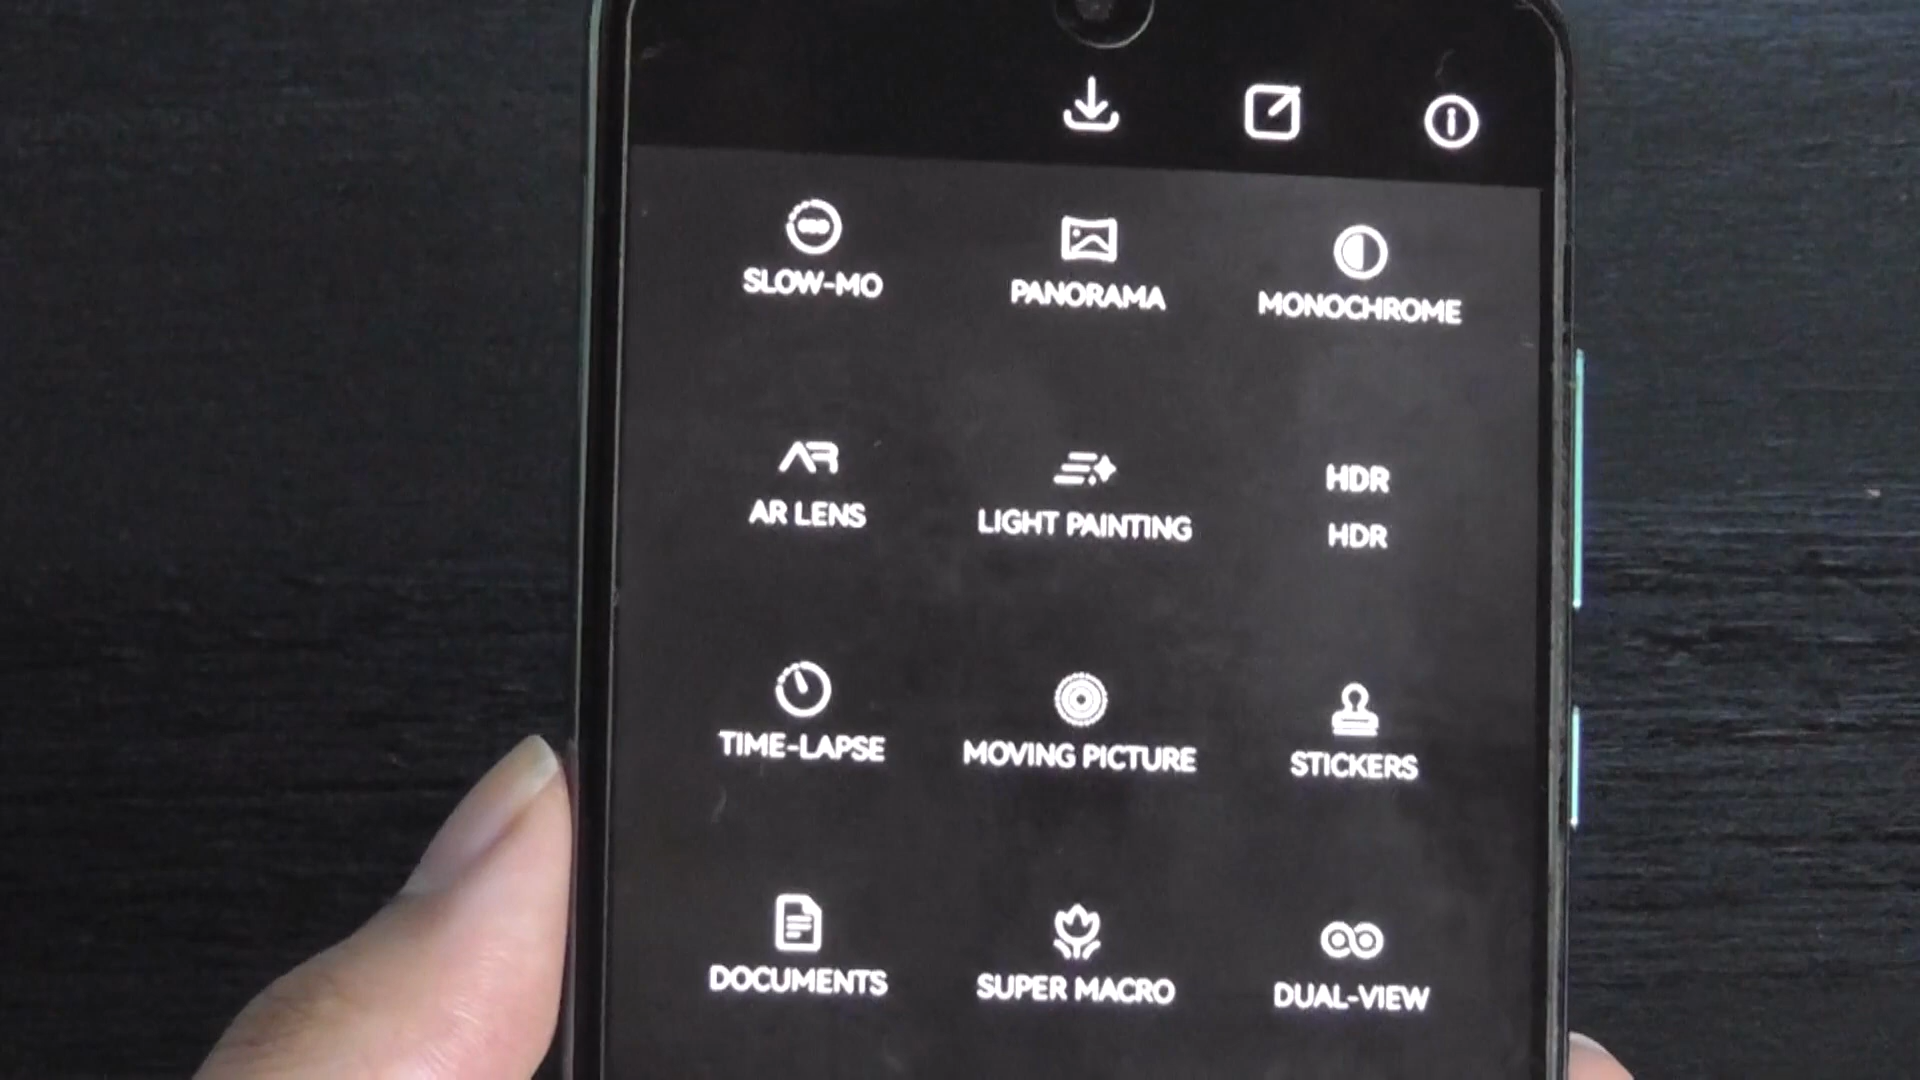 SLOW-MO
PANORAMA
MONOCHROME
AR
AR LENS
LIGHT PAINTING
HDR
HDR
TIME-LAPSE
MOVING PICTURE
STICKERS
DOCUMENTS
SUPER MACRO
DUAL-VIEW